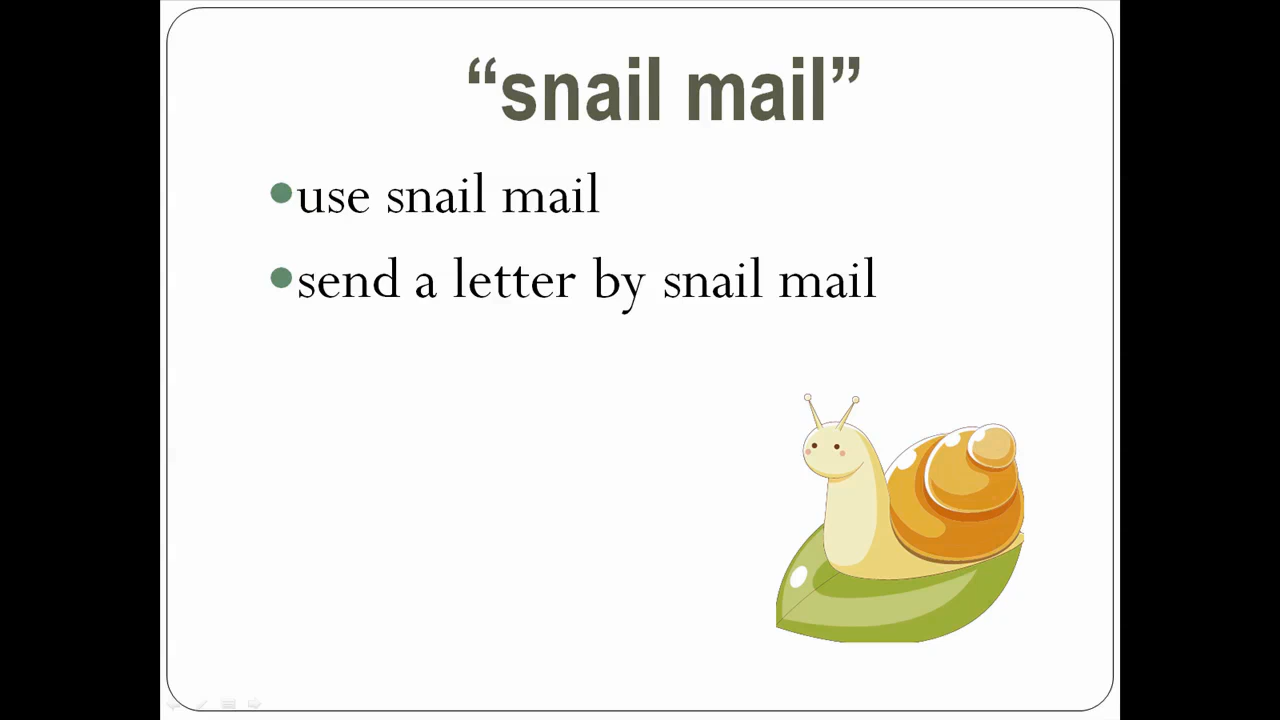 “snail mail”
•use snail mail
•send a letter by snail mail